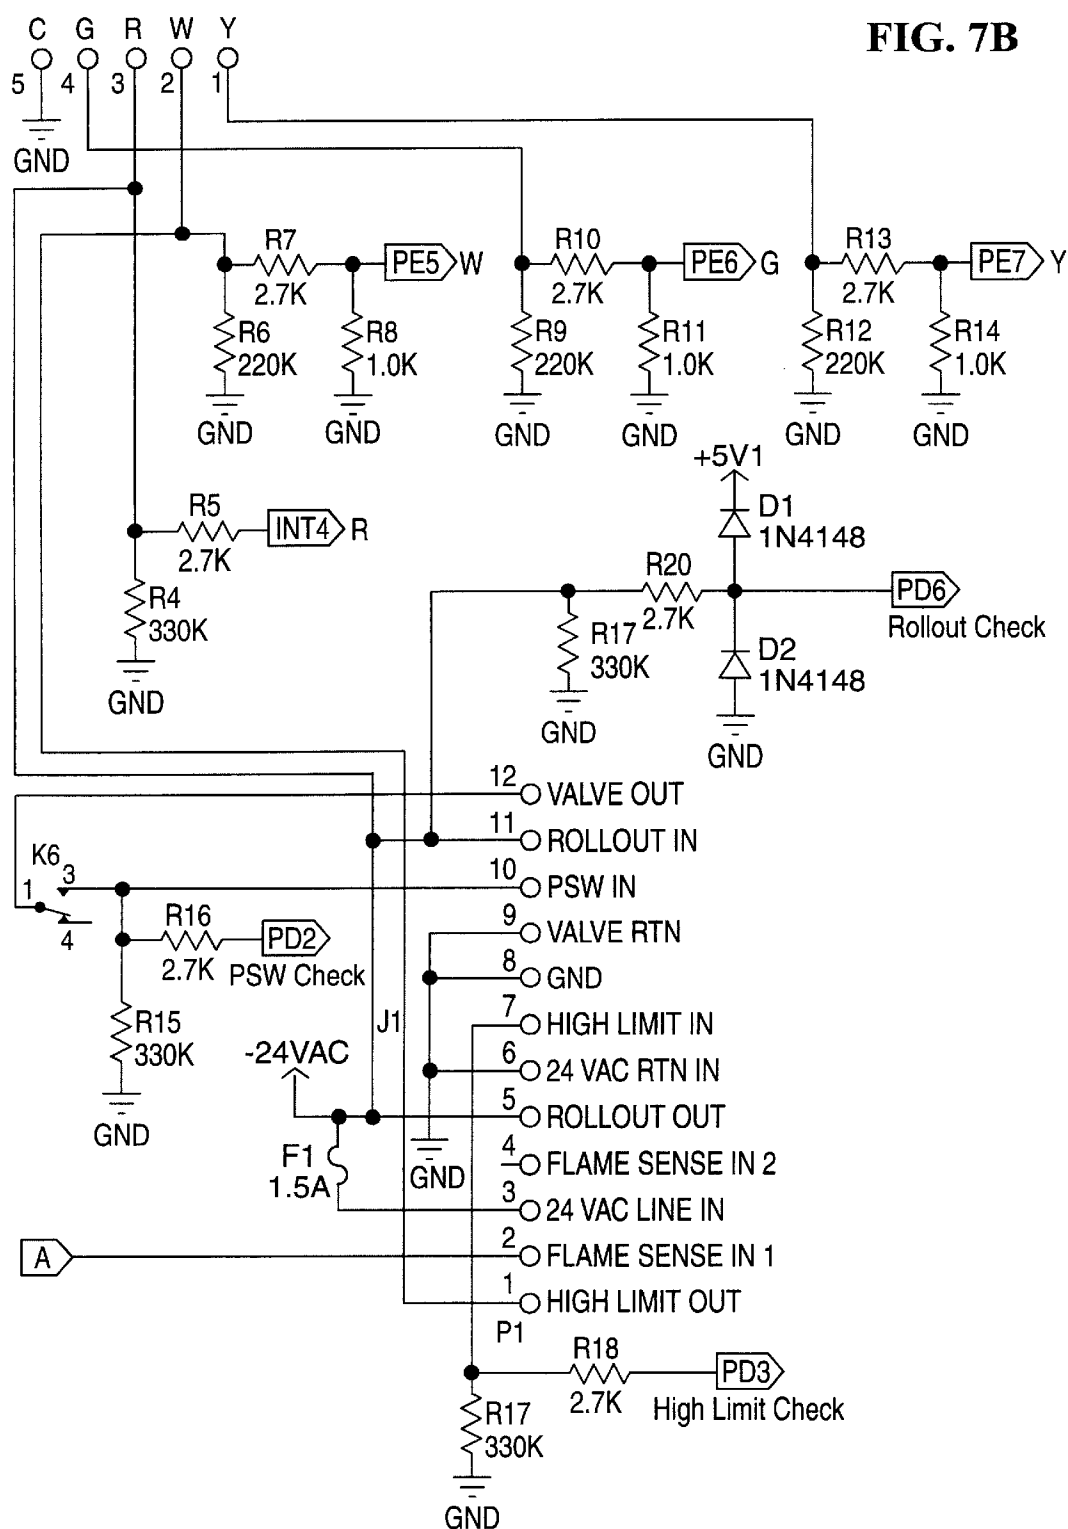 FIG. 7B
C G R W Y
5 4 3 2 1
GND
R7
2.7K
PE5 W
R6
220K
R8
1.0K
GND
GND
R10
2.7K
PE6 G
R9
220K
R11
1.0K
GND
GND
R13
2.7K
PE7 Y
R12
220K
R14
1.0K
GND
GND
R5
2.7K
INT4 R
R4
330K
GND
+5V1
D1
1N4148
R20
2.7K
PD6
Rollout Check
R17
330K
GND
D2
1N4148
GND
12 VALVE OUT
11 ROLLOUT IN
10 PSW IN
9 VALVE RTN
8 GND
7 HIGH LIMIT IN
6 24 VAC RTN IN
5 ROLLOUT OUT
4 FLAME SENSE IN 2
3 24 VAC LINE IN
2 FLAME SENSE IN 1
1 HIGH LIMIT OUT
P1
K6
3
1
4
R16
2.7K
PD2
PSW Check
R15
330K
GND
J1
-24VAC
F1
1.5A
GND
A
R18
2.7K
PD3
High Limit Check
R17
330K
GND